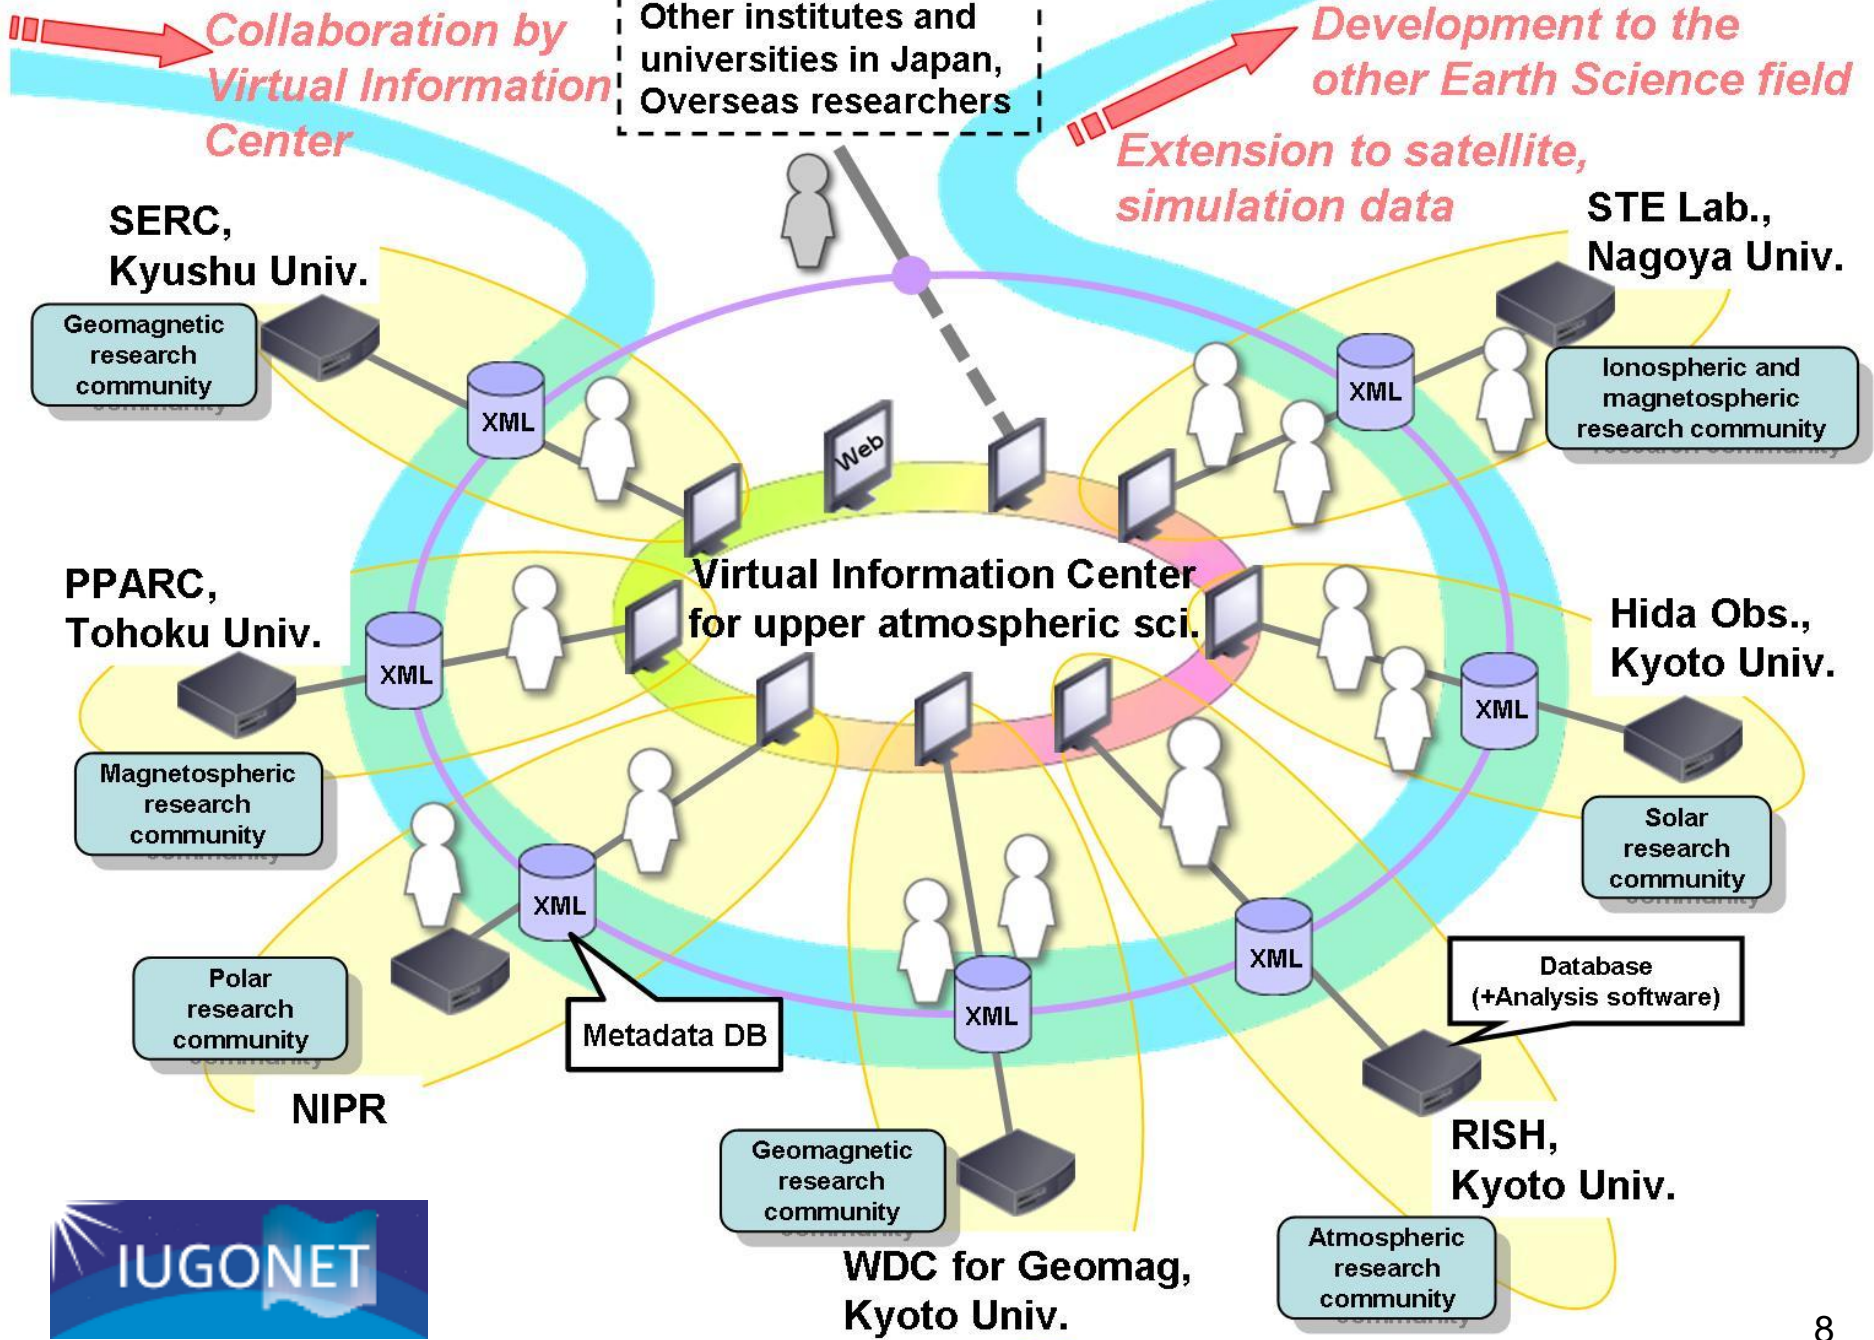 Collaboration by
Virtual Information
Center
Other institutes and
universities in Japan,
Overseas researchers
Development to the
other Earth Science field
Extension to satellite,
simulation data
SERC,
Kyushu Univ.
Geomagnetic
research
community
XML
STE Lab.,
Nagoya Univ.
XML
Ionospheric and
magnetospheric
research community
Web
Virtual Information Center
for upper atmospheric sci.
PPARC,
Tohoku Univ.
XML
Magnetospheric
research
community
Hida Obs.,
Kyoto Univ.
XML
Solar
research
community
XML
Polar
research
community
NIPR
Metadata DB
XML
Geomagnetic
research
community
WDC for Geomag,
Kyoto Univ.
XML
Database
(+Analysis software)
RISH,
Kyoto Univ.
Atmospheric
research
community
IUGONET
8